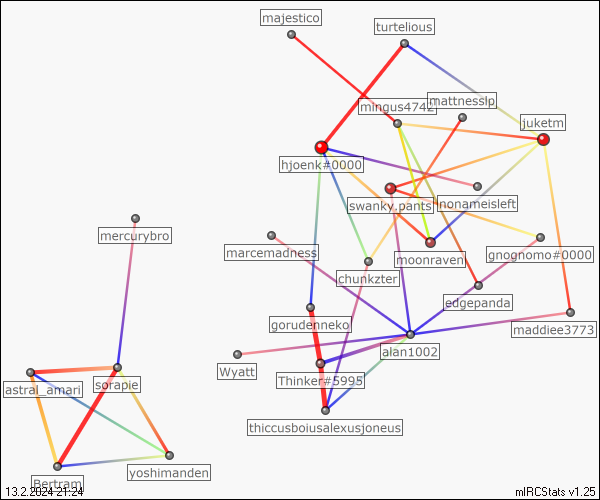 majestico
turtelious
mattnesslp
mingus4742
juketm
hjoenk#0000
swanky.pants
nonameisleft
mercurybro
marcemadness
moonraven
gnognomo#0000
chunkzter
edgepanda
gorudenneko
maddiee3773
alan1002
Wyatt
Thinker#5995
astral_amari
sorapie
thiccusboiusalexusjoneus
yoshimanden
Bertram
13.2.2024 21:24
mIRCStats v1.25